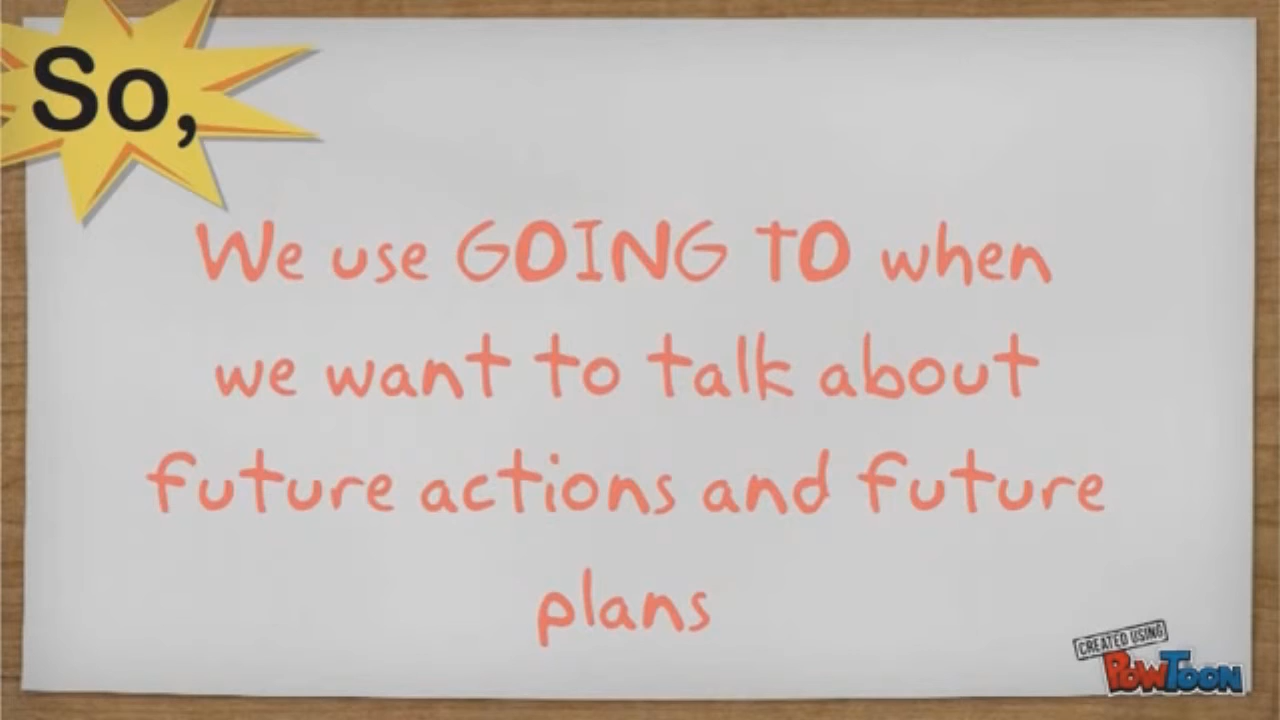 So,
We use GOING TO when
we want to talk about
future actions and future
plans
CREATED USING
POWTOON